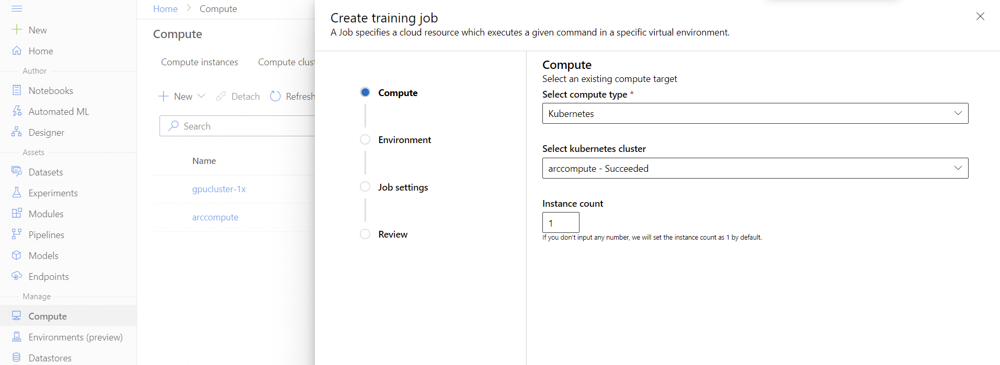 New
Home
Author
Notebooks
Automated ML
Designer
Assets
Datasets
Experiments
Modules
Pipelines
Models
Endpoints
Manage
Compute
Environments (preview)
Datastores
Home > Compute
Compute
Compute instances Compute clust
New Detach Refresh
Search
Name
gpucluster-1x
arccompute
Create training job
A Job specifies a cloud resource which executes a given command in a specific virtual environment.
Compute
Environment
Job settings
Review
Compute
Select an existing compute target
Select compute type *
Kubernetes
Select kubernetes cluster
arccompute - Succeeded
Instance count
1
If you don't input any number, we will set the instance count as 1 by default.